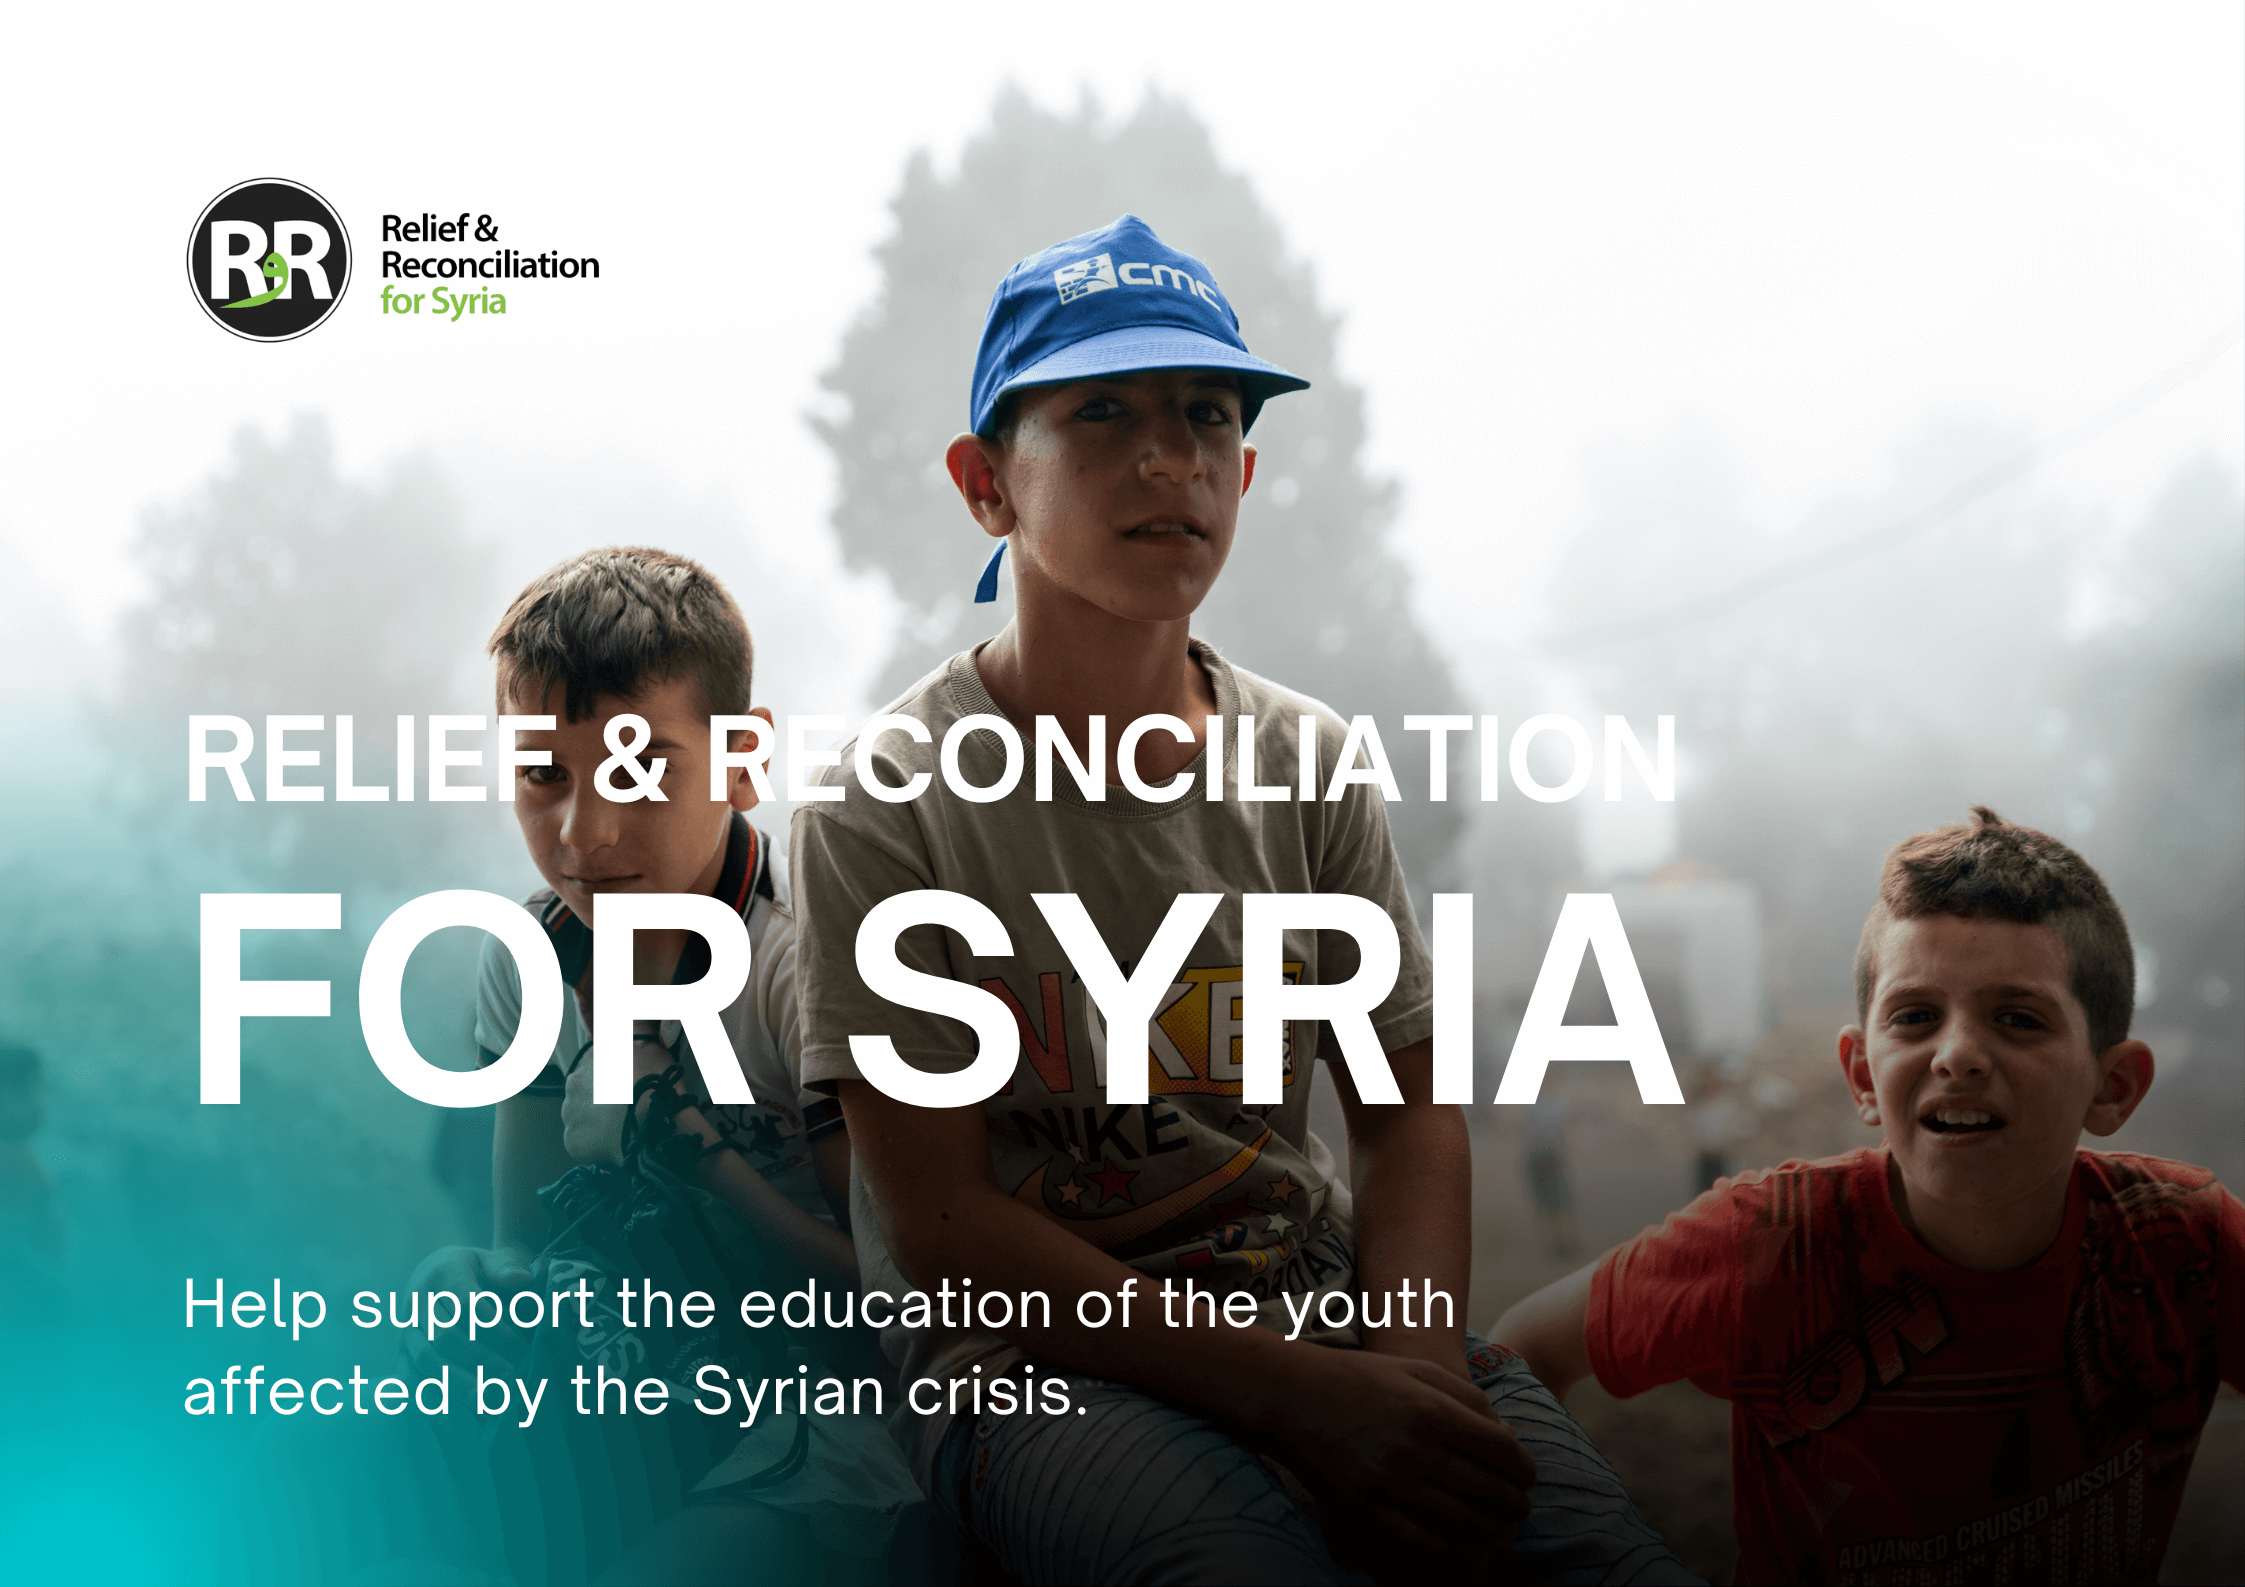 RR
Relief &
Reconciliation
for Syria
cmc
RELIEF & RECONCILIATION
FOR SYRIA
NIKE
NIKE
Help support the education of the youth
affected by the Syrian crisis.
ADVANCED CRUISED MISSILES